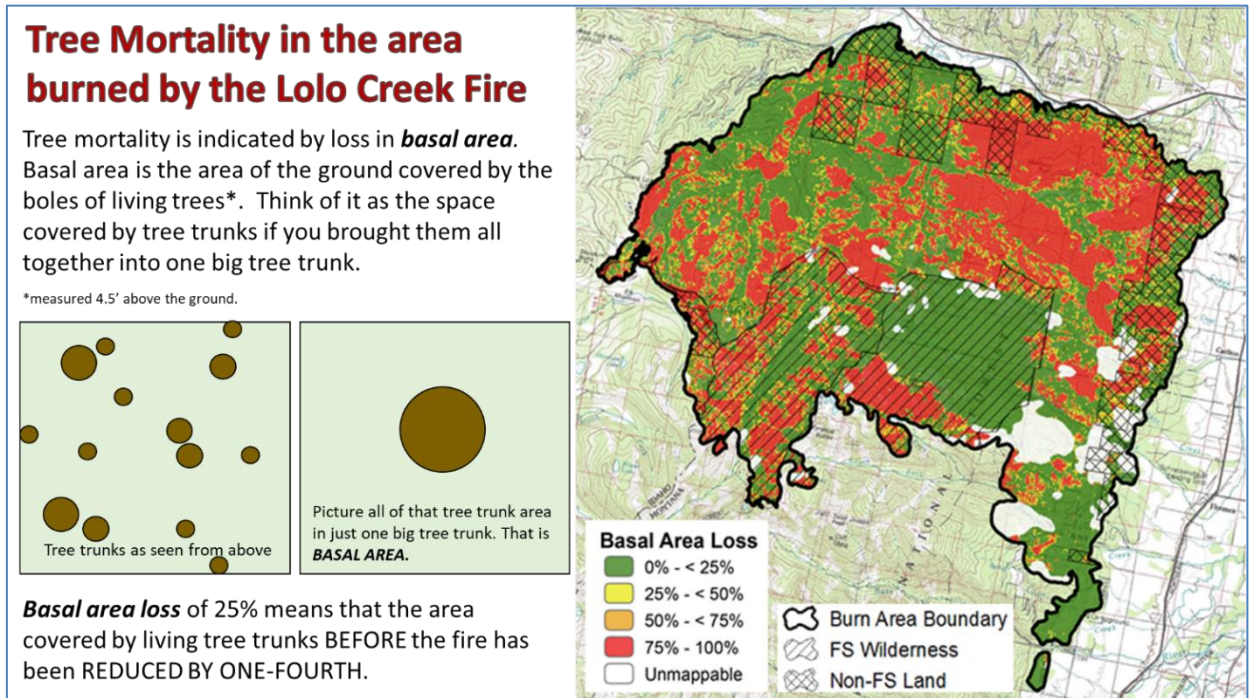 Tree Mortality in the area
burned by the Lolo Creek Fire
Tree mortality is indicated by loss in basal area.
Basal area is the area of the ground covered by the
boles of living trees*. Think of it as the space
covered by tree trunks if you brought them all
together into one big tree trunk.
*measured 4.5' above the ground.
Tree trunks as seen from above
Picture all of that tree trunk area
in just one big tree trunk. That is
BASAL AREA.
Basal area loss of 25% means that the area
covered by living tree trunks BEFORE the fire has
been REDUCED BY ONE-FOURTH.
Carlton
Florence
IDAHO
MONTANA
NATIONAL
Basal Area Loss
0% - < 25%
25% - < 50%
50% - < 75%
75% - 100%
Unmappable
Burn Area Boundary
FS Wilderness
Non-FS Land